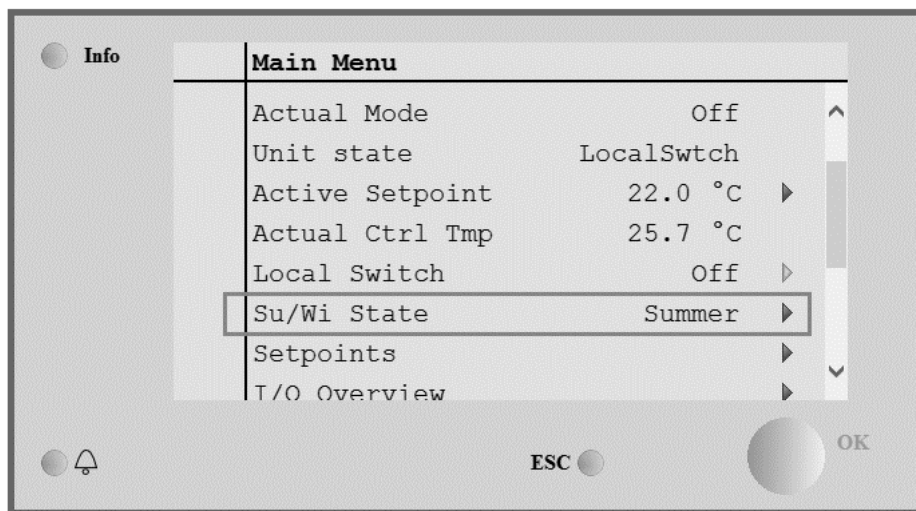 Info
Main Menu
Actual Mode Off
Unit state LocalSwtch
Active Setpoint 22.0 °C
Actual Ctrl Tmp 25.7 °C
Local Switch Off
Su/Wi State Summer
Setpoints
I/O Overview
ESC
OK